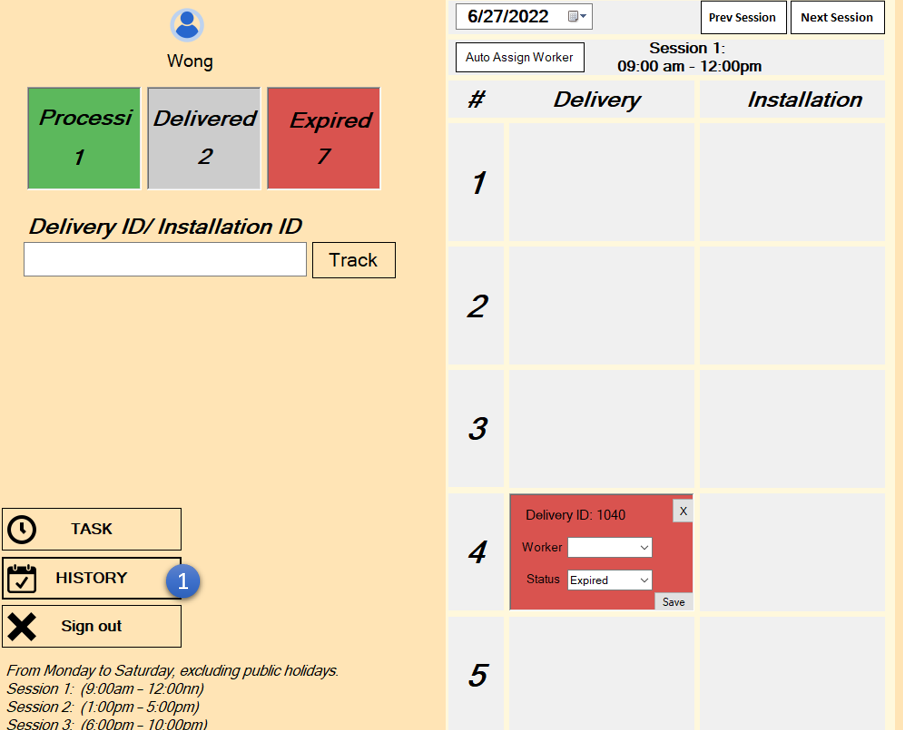 Wong
Processi
1
Delivered
2
Expired
7
Delivery ID/ Installation ID
Track
TASK
HISTORY
1
Sign out
From Monday to Saturday, excluding public holidays.
Session 1: (9:00am - 12:00nn)
Session 2: (1:00pm - 5:00pm)
Session 3: (6:00pm - 10:00pm)
6/27/2022
Prev Session
Next Session
Auto Assign Worker
Session 1:
09:00 am - 12:00pm
# Delivery Installation
1
2
3
4
Delivery ID: 1040
X
Worker
Status Expired
Save
5